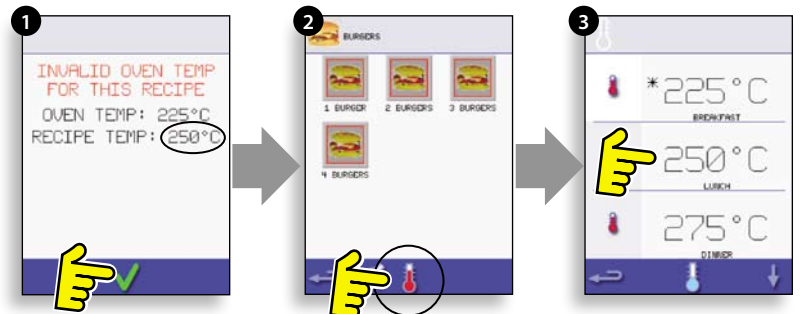 1
INVALID OVEN TEMP
FOR THIS RECIPE
OVEN TEMP: 225°C
RECIPE TEMP: 250°C
2
BURGERS
1 BURGER 2 BURGERS 3 BURGERS
4 BURGERS
3
*225°C
BREAKFAST
250°C
LUNCH
275°C
DINNER